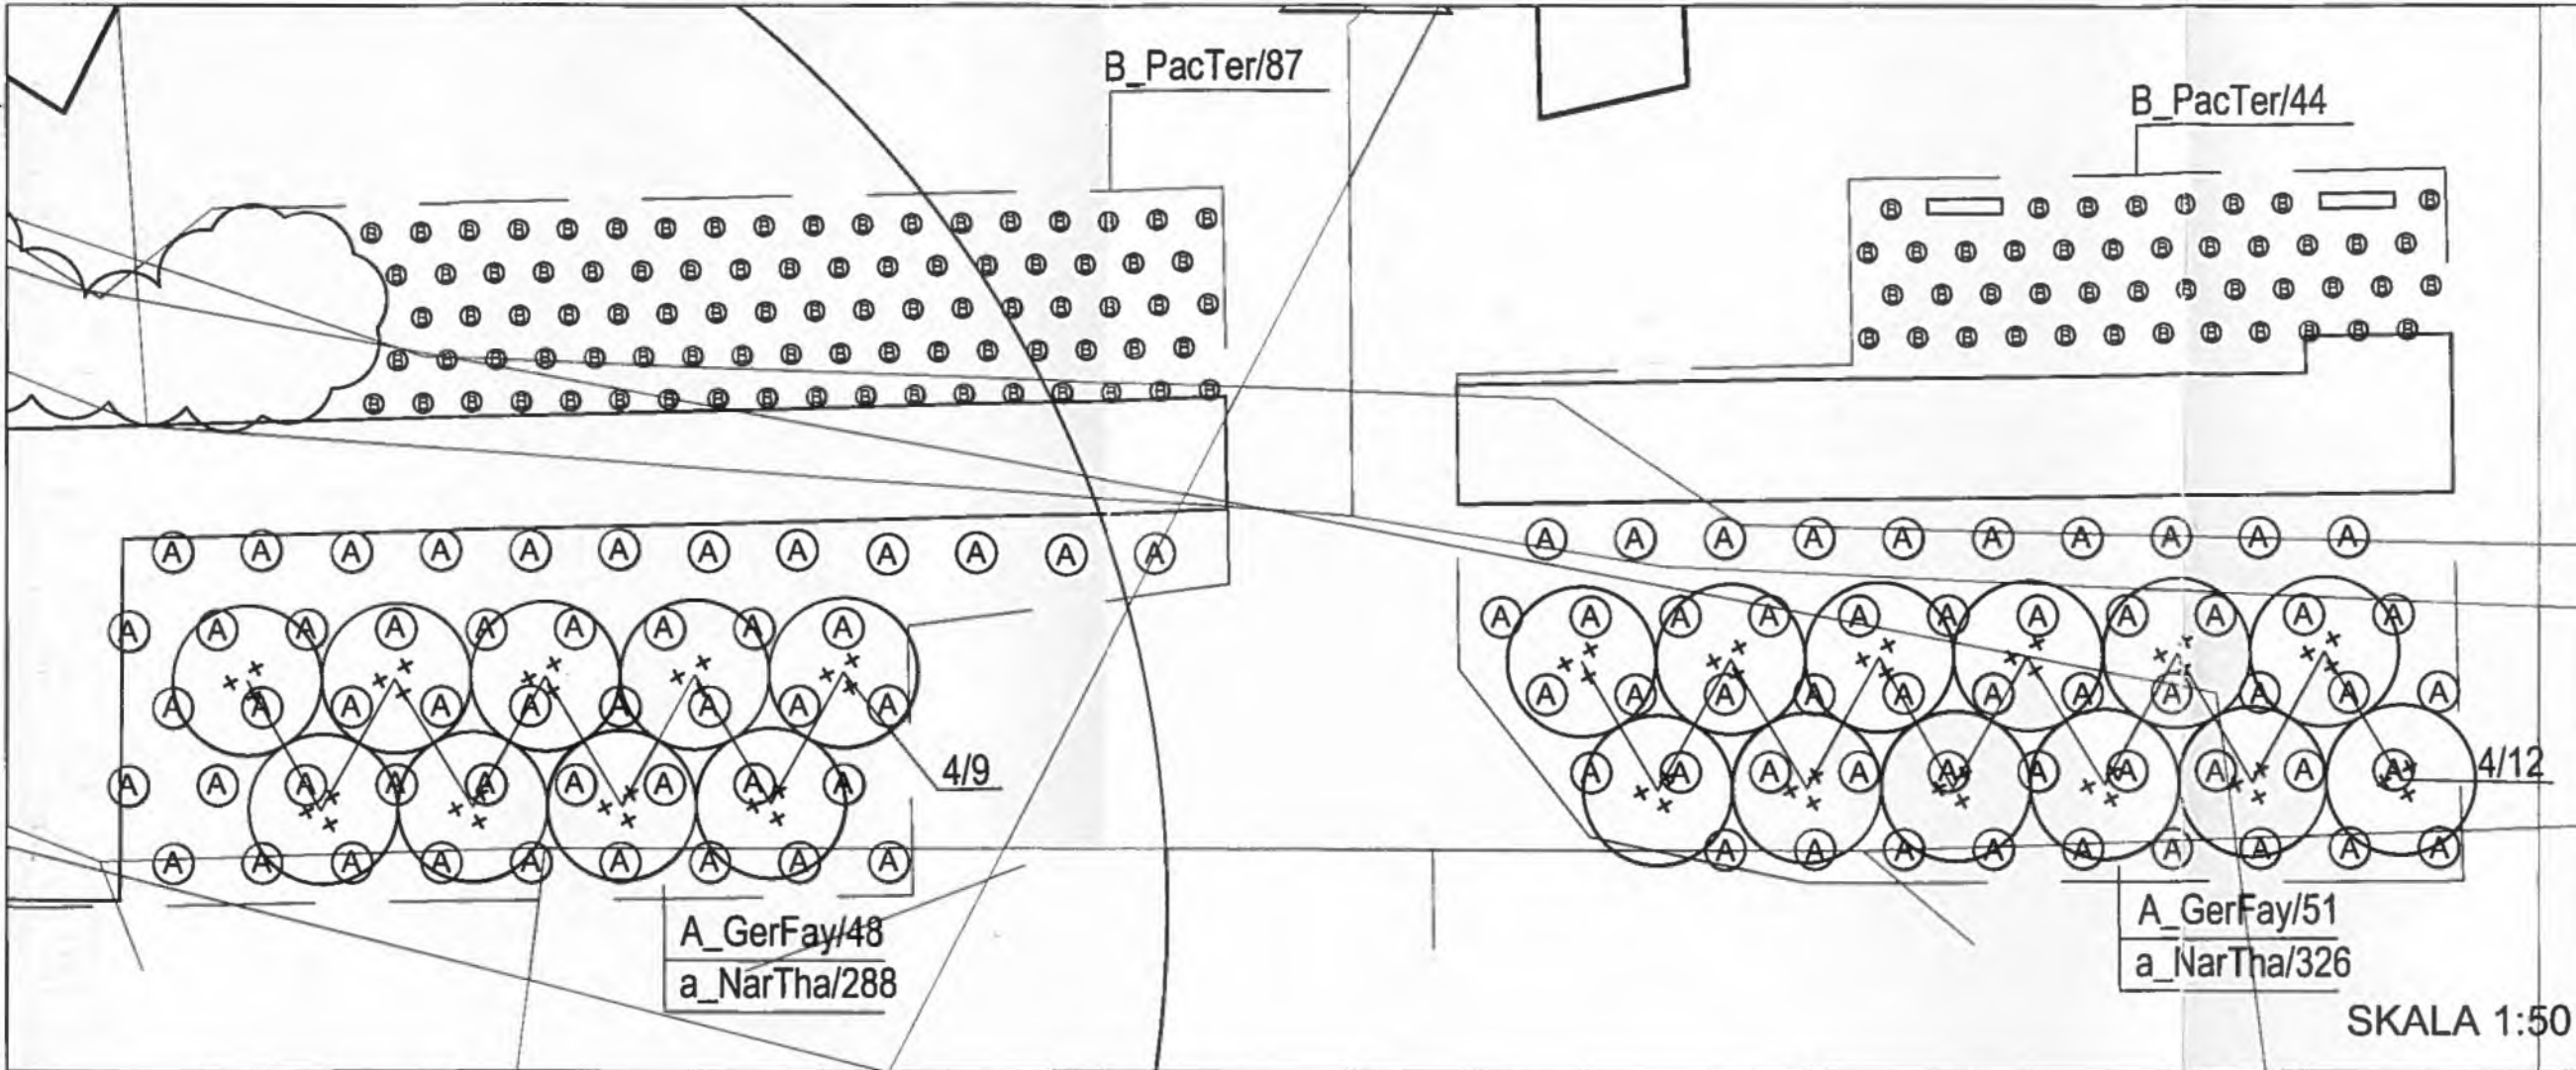 B_PacTer/87
B B B B B B B B B B B B B B B B B B
B B B B B B B B B B B B B B B B B
B B B B B B B B B B B B B B B B B
B B B B B B B B B B B B B B B B B
B B B B B B B B B B B B B B B B B B
B_PacTer/44
B B B B B B B B
B B B B B B B B B B B B
B B B B B B B B B B B B
B B B B B B B B B B B B
A A A A A A A A A A A A
A A A A A A A A A
A A A A A A A A A
A A A A A A A A A
A A A A A A A A A
4/9
A_GerFay/48
a_NarTha/288
A A A A A A A A A A
A A A A A A A A A A A
A A A A A A A A A A A
A A A A A A A A A A
A A A A A A A A A
4/12
A_GerFay/51
a_NarTha/326
SKALA 1:50